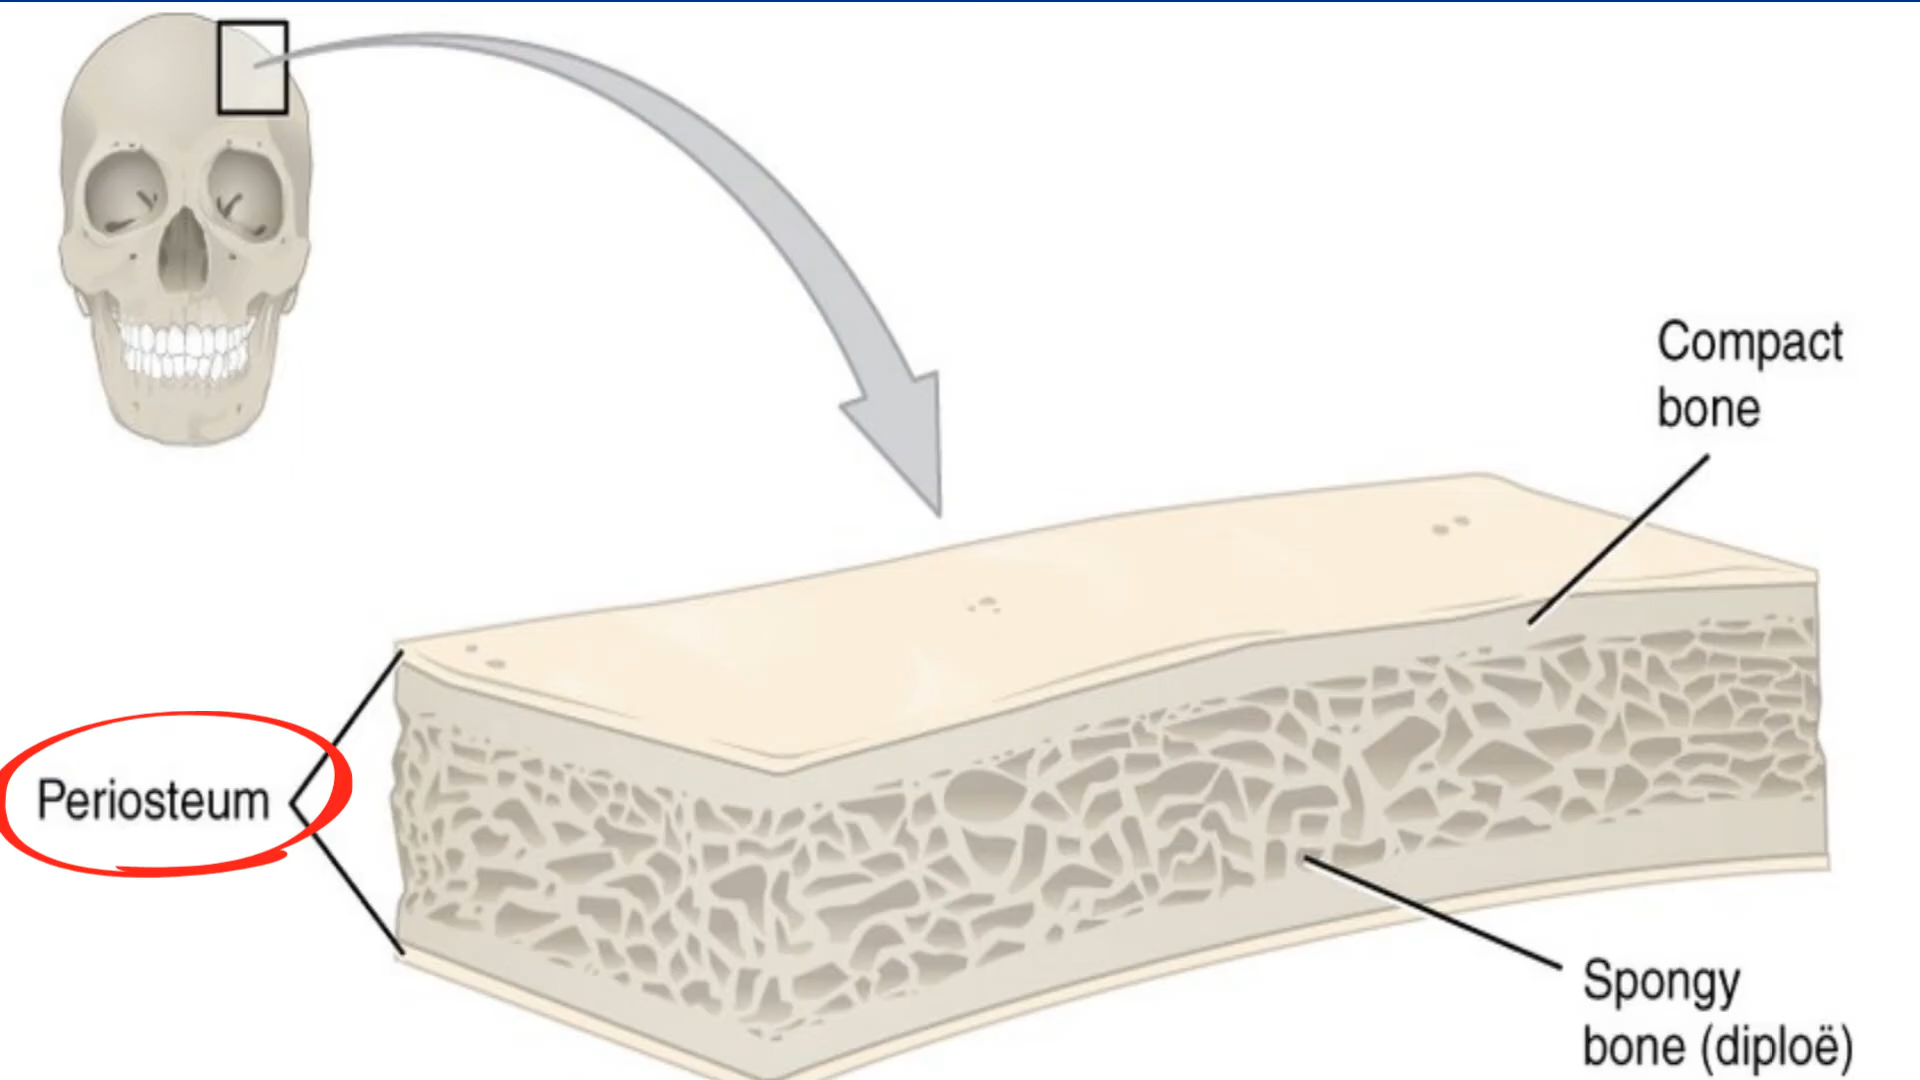 Compact
bone
Periosteum
Spongy
bone (diploë)